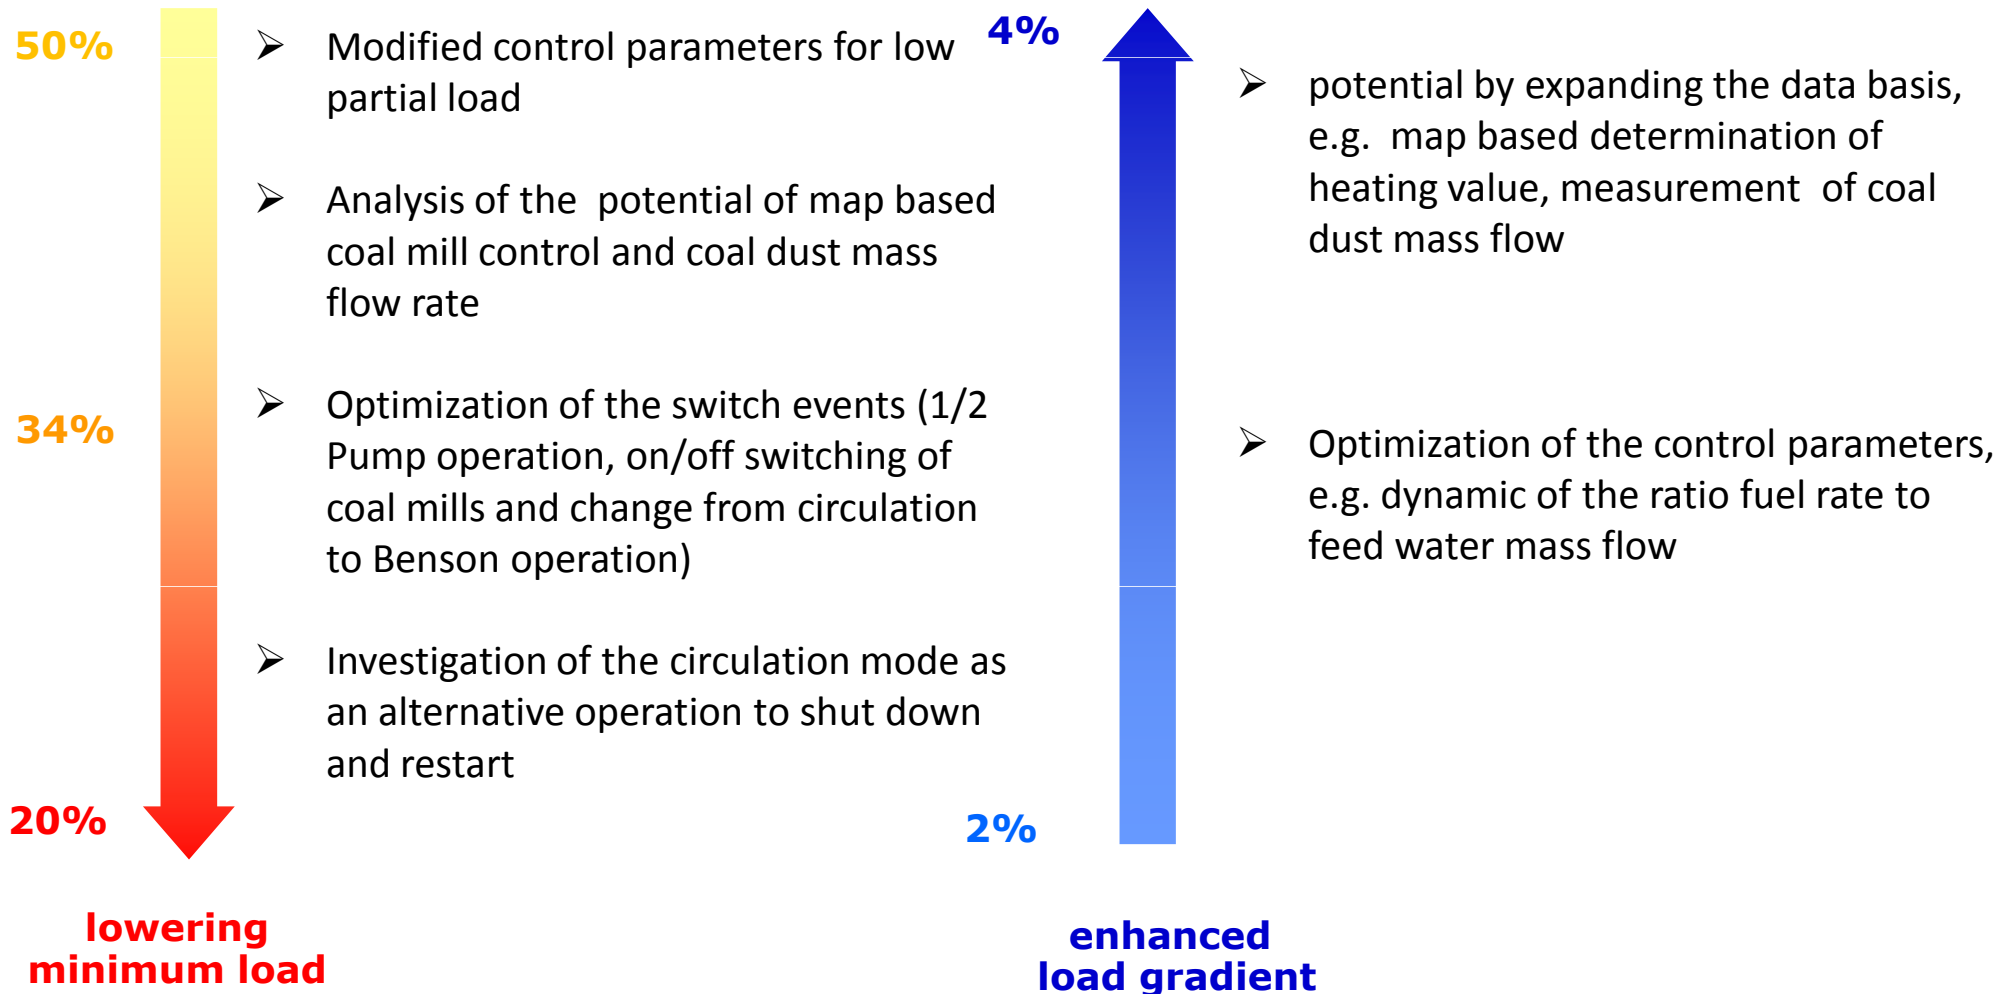 50%
➢ Modified control parameters for low
partial load
➢ Analysis of the potential of map based
coal mill control and coal dust mass
flow rate
34%
➢ Optimization of the switch events (1/2
Pump operation, on/off switching of
coal mills and change from circulation
to Benson operation)
➢ Investigation of the circulation mode as
an alternative operation to shut down
and restart
20%
lowering
minimum load
4%
➢ potential by expanding the data basis,
e.g. map based determination of
heating value, measurement of coal
dust mass flow
➢ Optimization of the control parameters,
e.g. dynamic of the ratio fuel rate to
feed water mass flow
2%
enhanced
load gradient